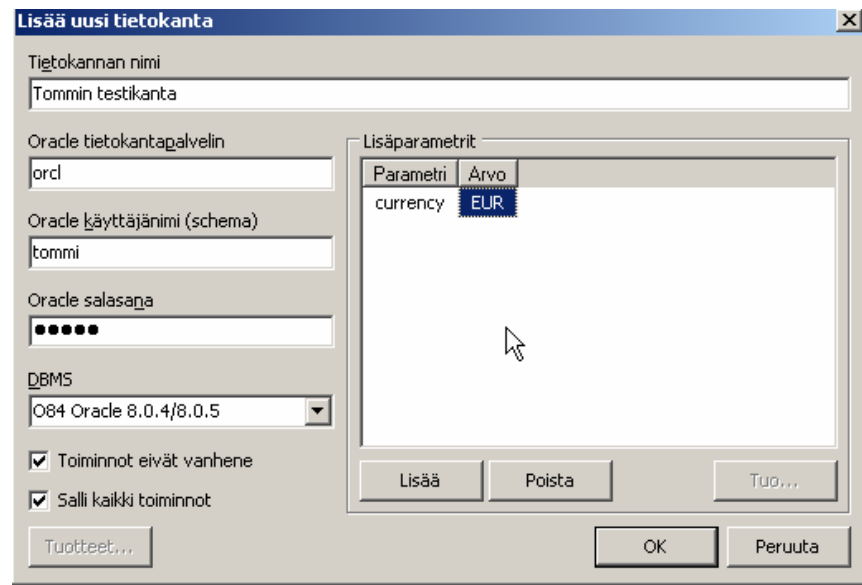 Lisää uusi tietokanta
Tietokannan nimi
Tommin testikanta
Oracle tietokantapalvelin
orcl
Oracle käyttäjänimi (schema)
tommi
Oracle salasana
●●●●●
DBMS
O84 Oracle 8.0.4/8.0.5
Toiminnot eivät vanhene
Salli kaikki toiminnot
Tuotteet...
Lisäparametrit
Parametri Arvo
currency EUR
Lisää Poista Tuo...
OK Peruuta